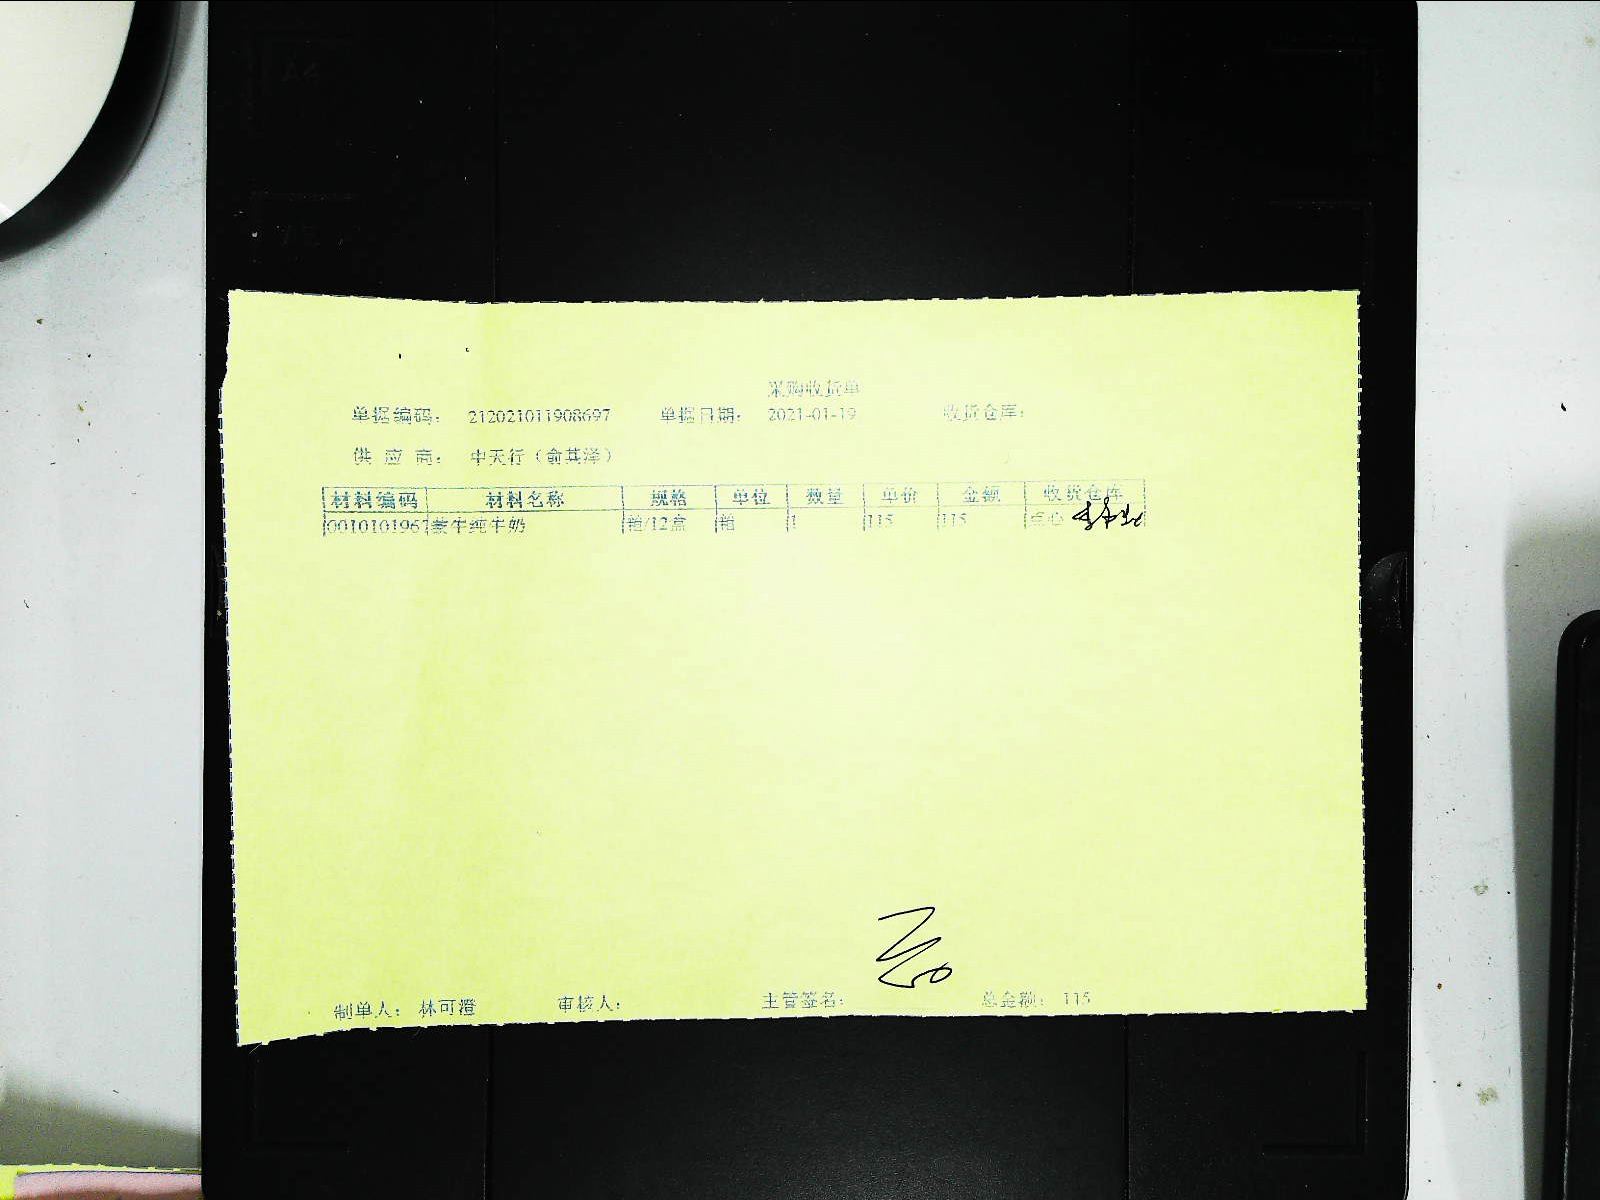 采购收货单
单据编码： 212021011908697 单据日期： 2021-01-19 收货仓库：
供 应 商： 中天行（俞其泽）
材料编码 材料名称 规格 单位 数量 单价 金额 收货仓库
0010101967 蒙牛纯牛奶 箱/12盒 箱 1 115 115 点心
制单人： 林可澄 审核人： 主管签名： 总金额： 115